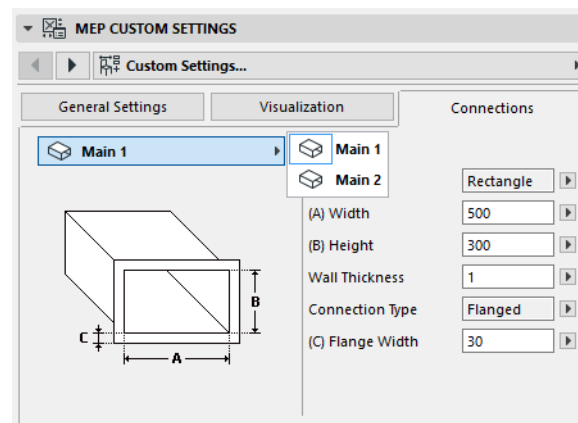 MEP CUSTOM SETTINGS
Custom Settings...
General Settings Visualization Connections
Main 1 Main 1
Main 2 Rectangle
(A) Width 500
(B) Height 300
Wall Thickness 1
Connection Type Flanged
(C) Flange Width 30
B
C
A